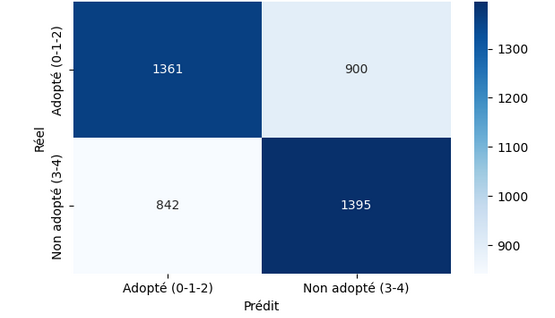 Réel
Adopté (0-1-2)
Non adopté (3-4)
1361
900
842
1395
Adopté (0-1-2)
Non adopté (3-4)
Prédit
1300
1200
1100
1000
900